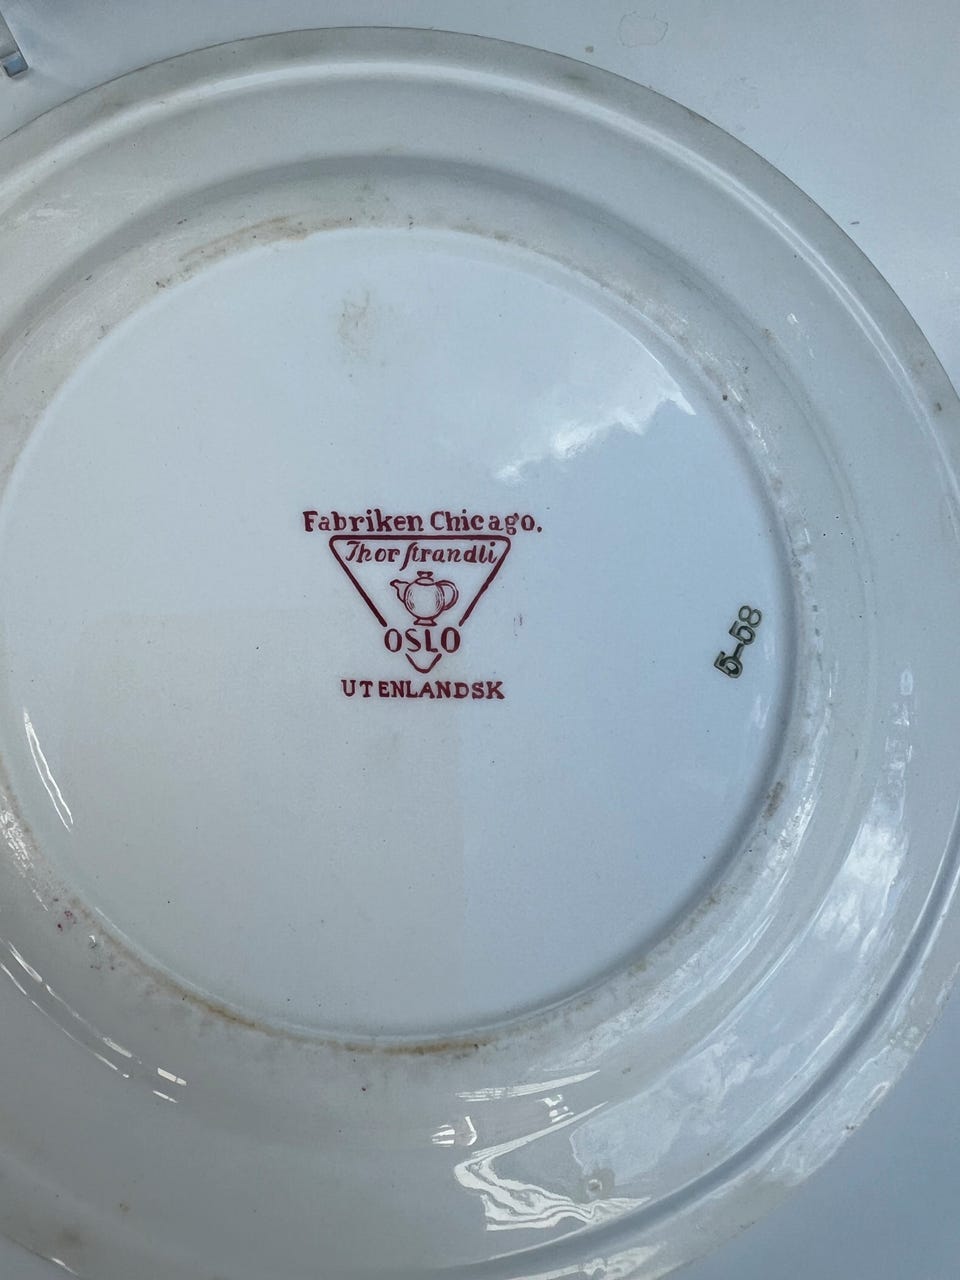 Fabriken Chicago.
Thor Strandli
OSLO
UTENLANDSK
5-58